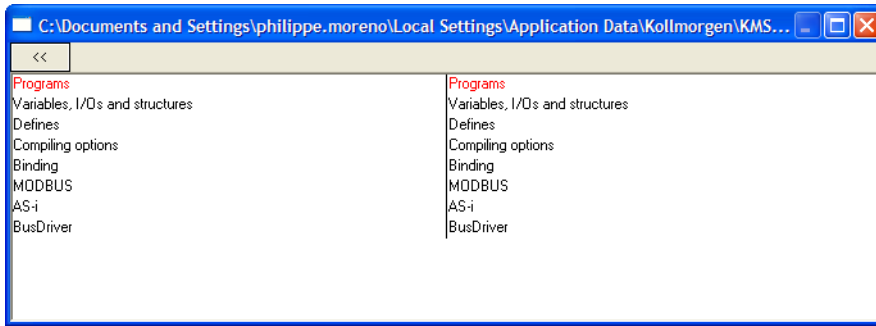 C:\Documents and Settings\philippe.moreno\Local Settings\Application Data\Kollmorgen\KMS...
<<
Programs
Variables, I/Os and structures
Defines
Compiling options
Binding
MODBUS
AS-i
BusDriver
Programs
Variables, I/Os and structures
Defines
Compiling options
Binding
MODBUS
AS-i
BusDriver